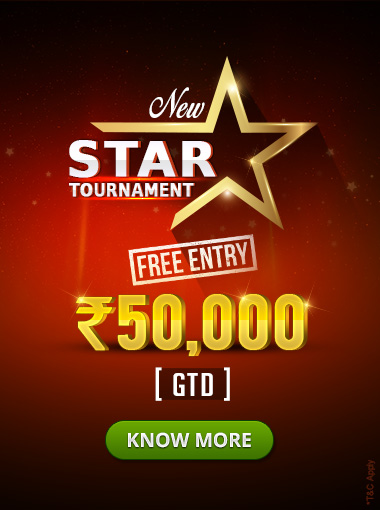 New
STAR
TOURNAMENT
FREE ENTRY
₹50,000
[ GTD ]
KNOW MORE
*T&C Apply